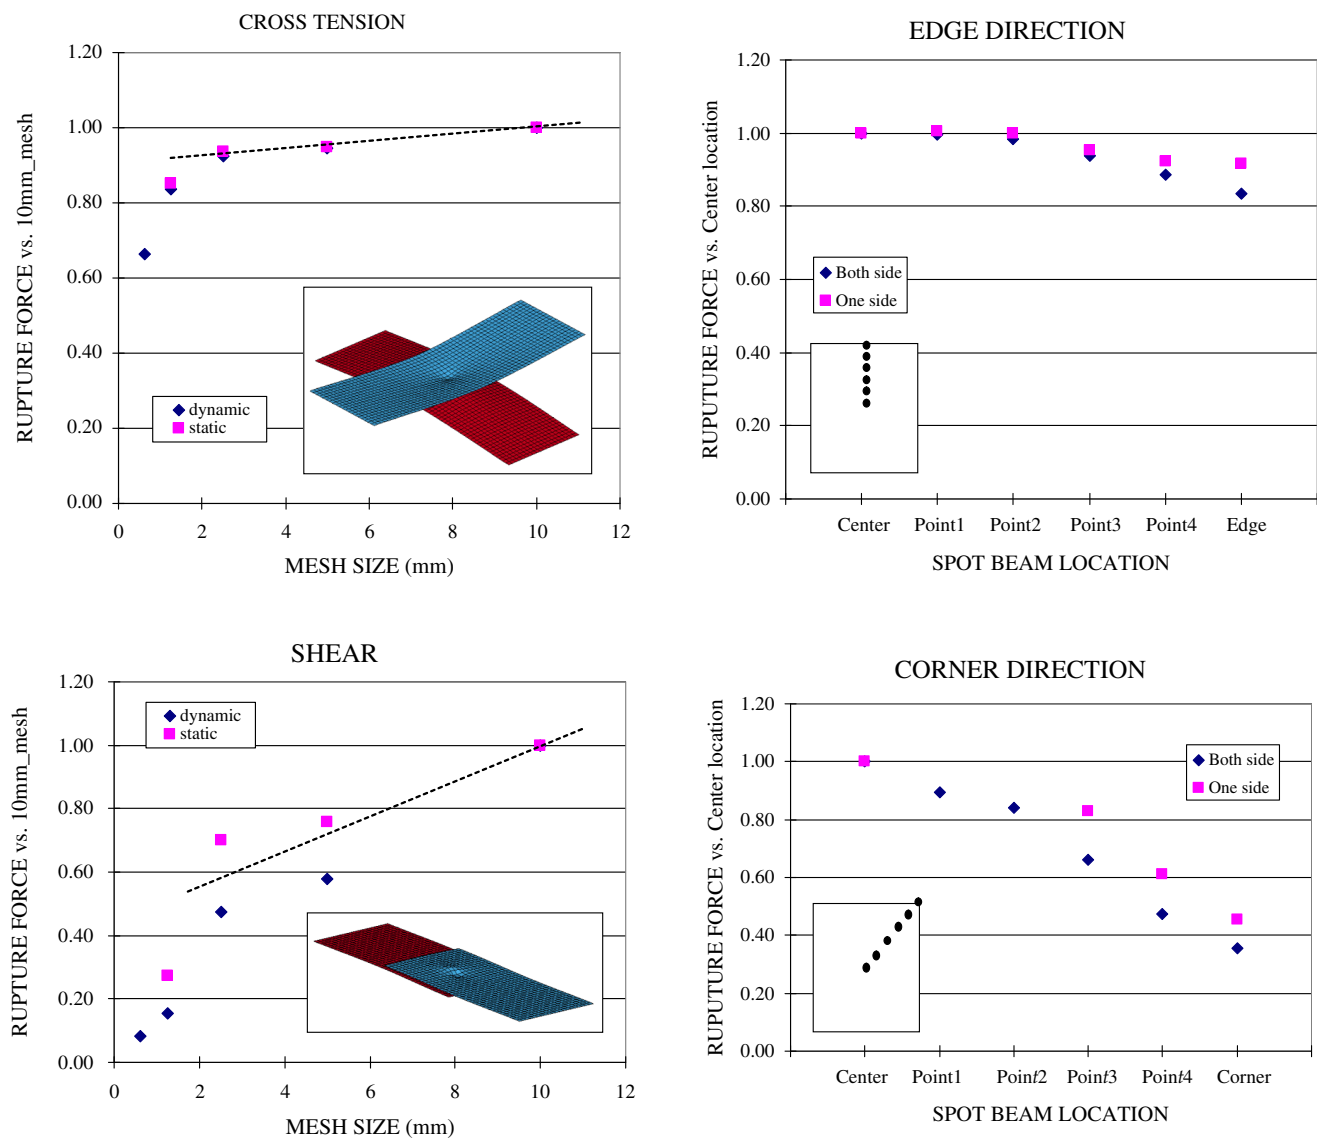 CROSS TENSION
RUPTURE FORCE vs. 10mm_mesh
1.20
1.00
0.80
0.60
0.40
0.20
0.00
dynamic
static
0 2 4 6 8 10 12
MESH SIZE (mm)
EDGE DIRECTION
RUPUTURE FORCE vs. Center location
1.20
1.00
0.80
0.60
0.40
0.20
0.00
Both side
One side
Center Point1 Point2 Point3 Point4 Edge
SPOT BEAM LOCATION
SHEAR
RUPTURE FORCE vs. 10mm_mesh
1.20
1.00
0.80
0.60
0.40
0.20
0.00
dynamic
static
0 2 4 6 8 10 12
MESH SIZE (mm)
CORNER DIRECTION
RUPUTURE FORCE vs. Center location
1.20
1.00
0.80
0.60
0.40
0.20
0.00
Both side
One side
Center Point1 Point2 Point3 Point4 Corner
SPOT BEAM LOCATION